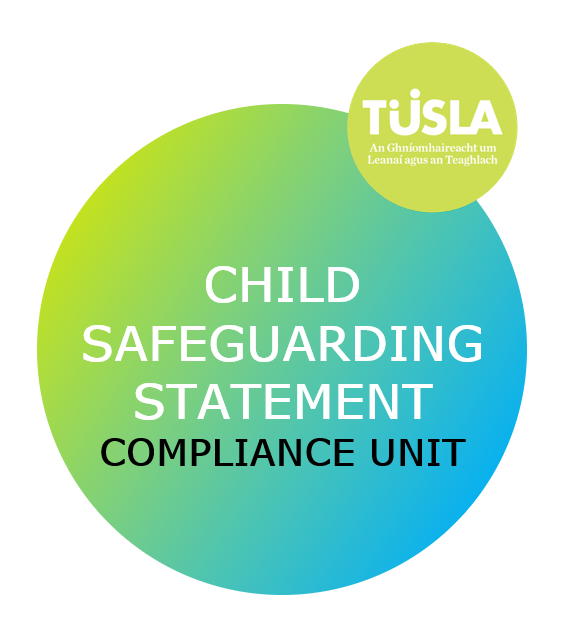 TUSLA
An Ghníomhaireacht um
Leanaí agus an Teaghlach
CHILD
SAFEGUARDING
STATEMENT
COMPLIANCE UNIT